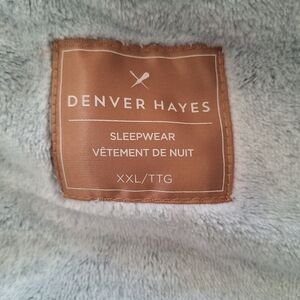 DENVER HAYES
SLEEPWEAR
VÊTEMENT DE NUIT
XXL/TTG